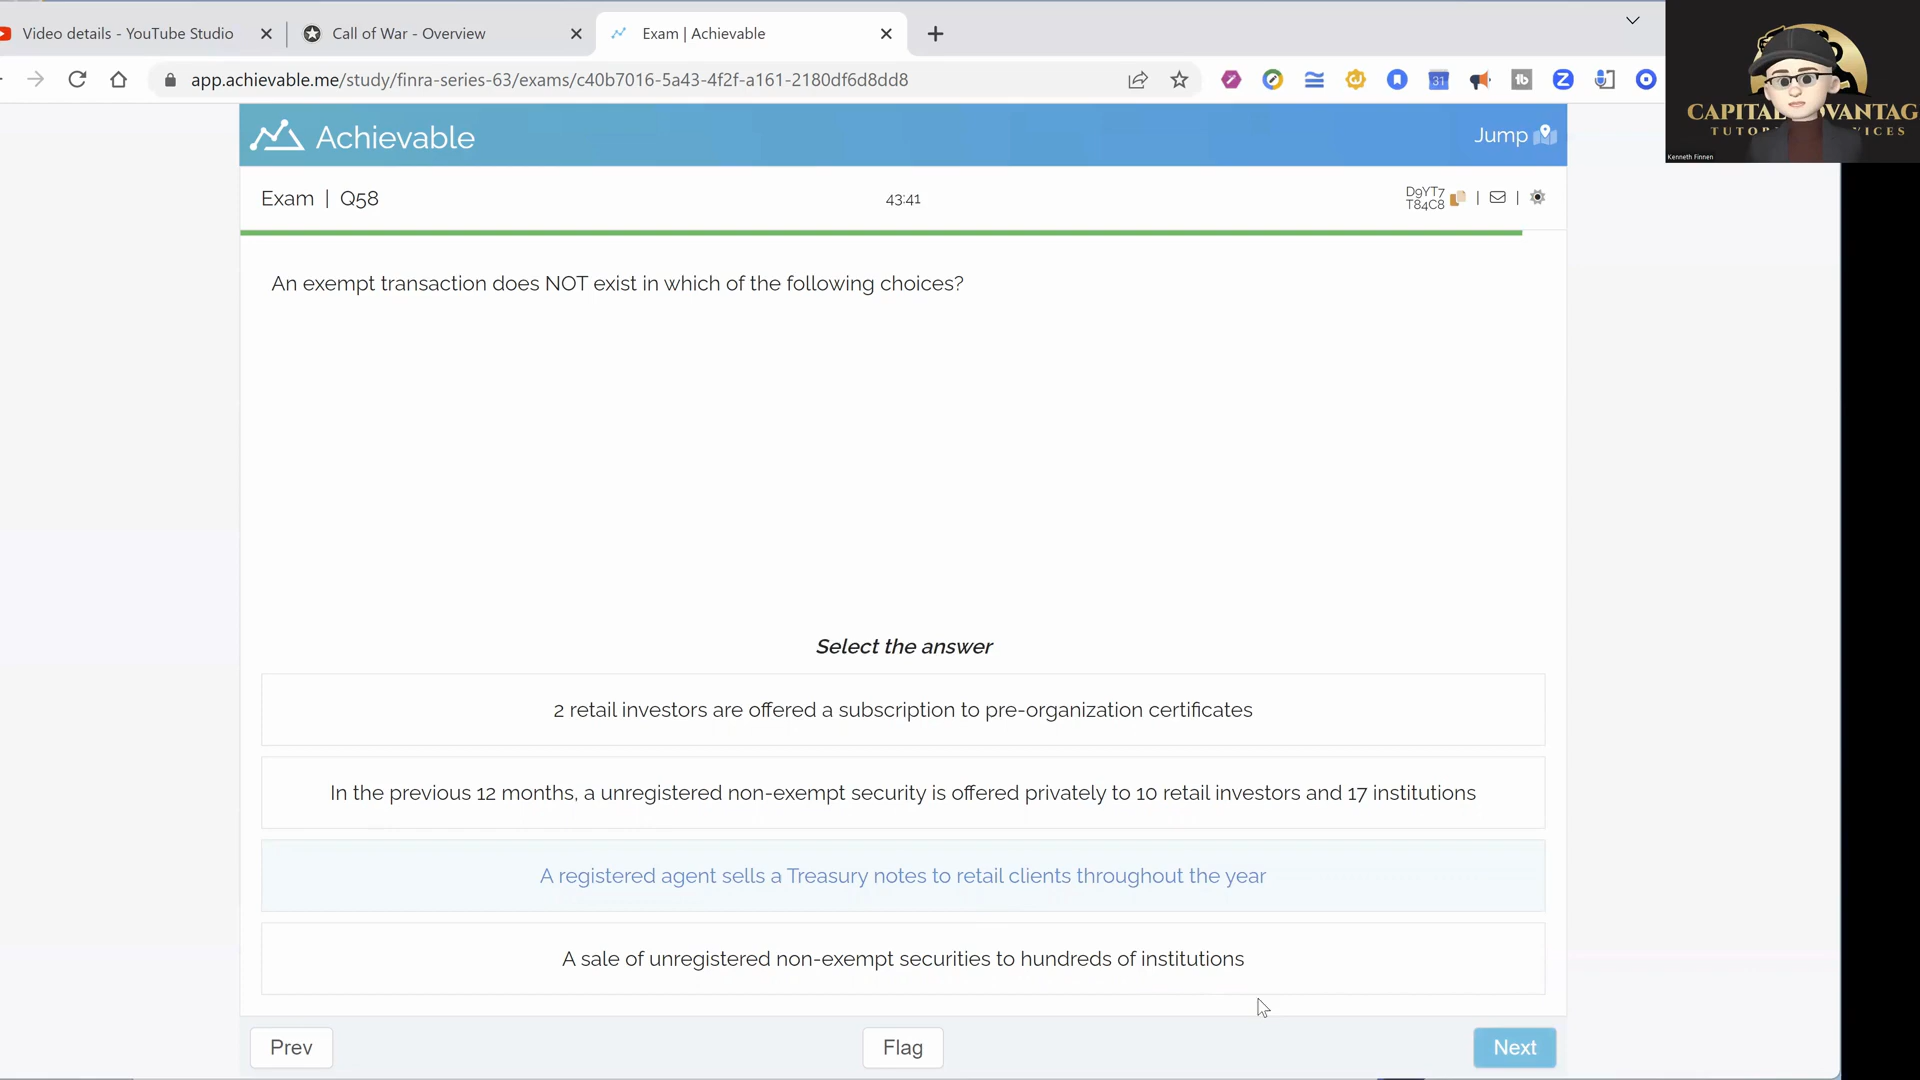 Video details - YouTube Studio
Call of War - Overview
Exam | Achievable
app.achievable.me/study/finra-series-63/exams/c40b7016-5a43-4f2f-a161-2180df6d8dd8
31
tb
Z
CAPITAL ADVANTAG
Kenneth Finnen
Achievable
Jump
Exam | Q58
43:41
D9YT7
T84C8
An exempt transaction does NOT exist in which of the following choices?
Select the answer
2 retail investors are offered a subscription to pre-organization certificates
In the previous 12 months, a unregistered non-exempt security is offered privately to 10 retail investors and 17 institutions
A registered agent sells a Treasury notes to retail clients throughout the year
A sale of unregistered non-exempt securities to hundreds of institutions
Prev
Flag
Next